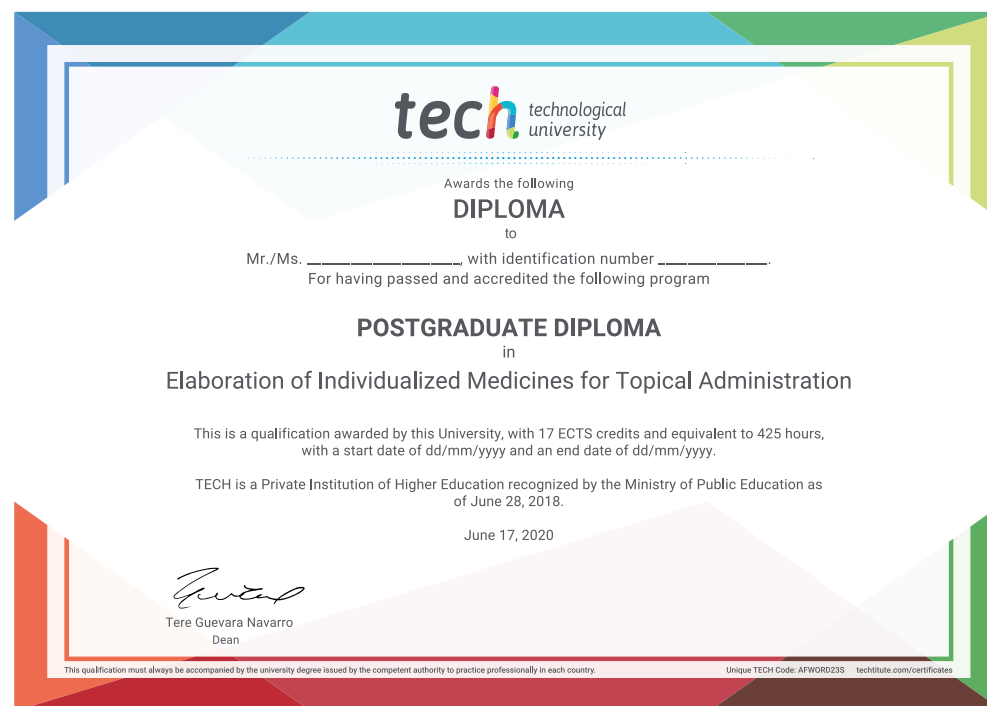 tech technological
university
Awards the following
DIPLOMA
to
Mr./Ms. ____________________, with identification number ______________.
For having passed and accredited the following program
POSTGRADUATE DIPLOMA
in
Elaboration of Individualized Medicines for Topical Administration
This is a qualification awarded by this University, with 17 ECTS credits and equivalent to 425 hours,
with a start date of dd/mm/yyyy and an end date of dd/mm/yyyy.
TECH is a Private Institution of Higher Education recognized by the Ministry of Public Education as
of June 28, 2018.
June 17, 2020
Tere Guevara Navarro
Dean
This qualification must always be accompanied by the university degree issued by the competent authority to practice professionally in each country. Unique TECH Code: AFWORD23S techtitute.com/certificates